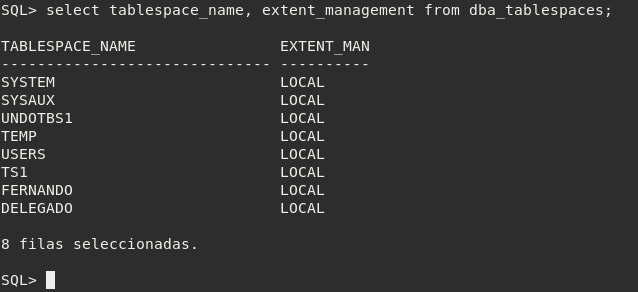 SQL> select tablespace_name, extent_management from dba_tablespaces;
TABLESPACE_NAME                EXTENT_MAN
------------------------------ ----------
SYSTEM                         LOCAL
SYSAUX                         LOCAL
UNDOTBS1                       LOCAL
TEMP                           LOCAL
USERS                          LOCAL
TS1                            LOCAL
FERNANDO                       LOCAL
DELEGADO                       LOCAL
8 filas seleccionadas.
SQL>